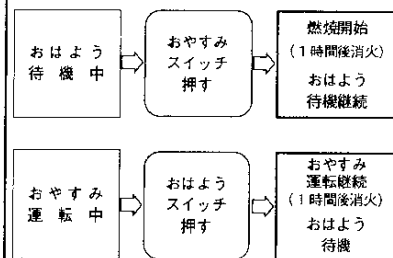 おはよう
待機中
おやすみ
スイッチ
押す
燃焼開始
(1時間後消火)
おはよう
待機継続
おやすみ
運転中
おはよう
スイッチ
押す
おやすみ
運転継続
(1時間後消火)
おはよう
待機